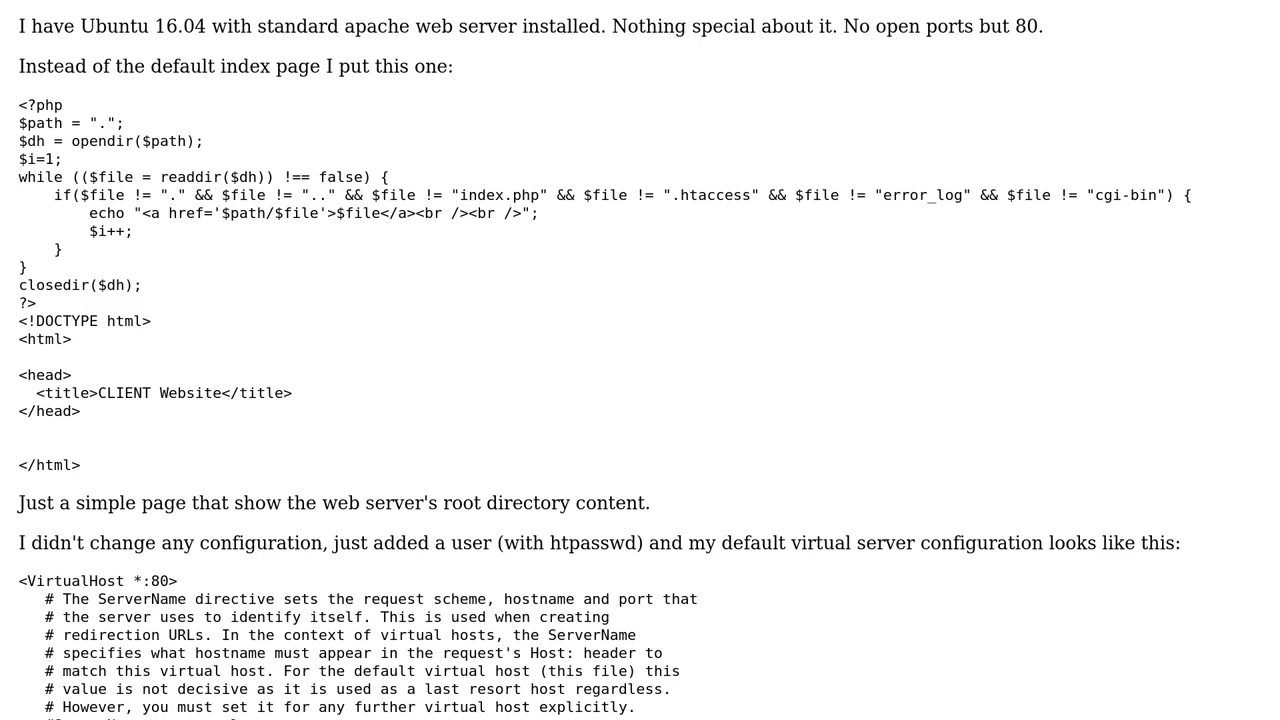 I have Ubuntu 16.04 with standard apache web server installed. Nothing special about it. No open ports but 80.
Instead of the default index page I put this one:
<?php
$path = ".";
$dh = opendir($path);
$i=1;
while (($file = readdir($dh)) !== false) {
    if($file != "." && $file != ".." && $file != "index.php" && $file != ".htaccess" && $file != "error_log" && $file != "cgi-bin") {
        echo "<a href='$path/$file'>$file</a><br /><br />";
        $i++;
    }
}
closedir($dh);
?>
<!DOCTYPE html>
<html>
<head>
  <title>CLIENT Website</title>
</head>
</html>
Just a simple page that show the web server's root directory content.
I didn't change any configuration, just added a user (with htpasswd) and my default virtual server configuration looks like this:
<VirtualHost *:80>
   # The ServerName directive sets the request scheme, hostname and port that
   # the server uses to identify itself. This is used when creating
   # redirection URLs. In the context of virtual hosts, the ServerName
   # specifies what hostname must appear in the request's Host: header to
   # match this virtual host. For the default virtual host (this file) this
   # value is not decisive as it is used as a last resort host regardless.
   # However, you must set it for any further virtual host explicitly.